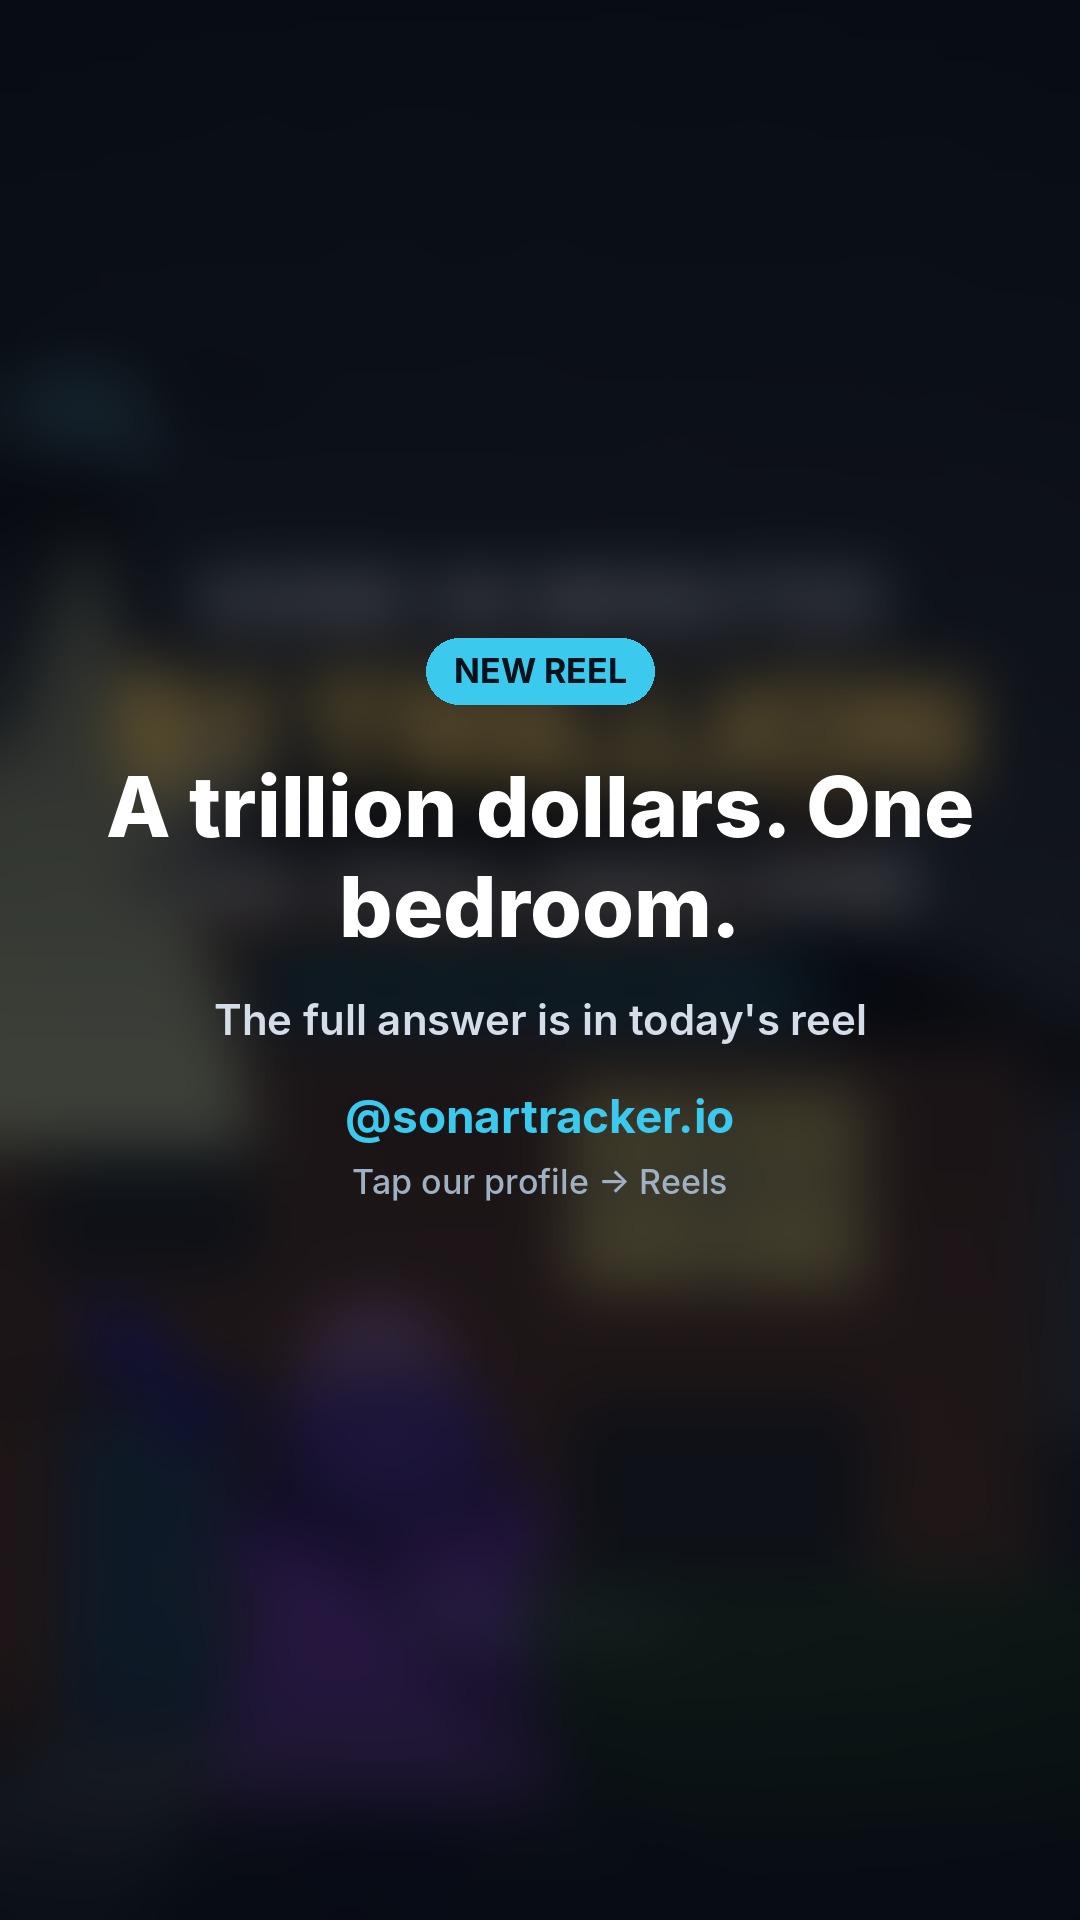 NEW REEL
A trillion dollars. One
bedroom.
The full answer is in today's reel
@sonartracker.io
Tap our profile → Reels